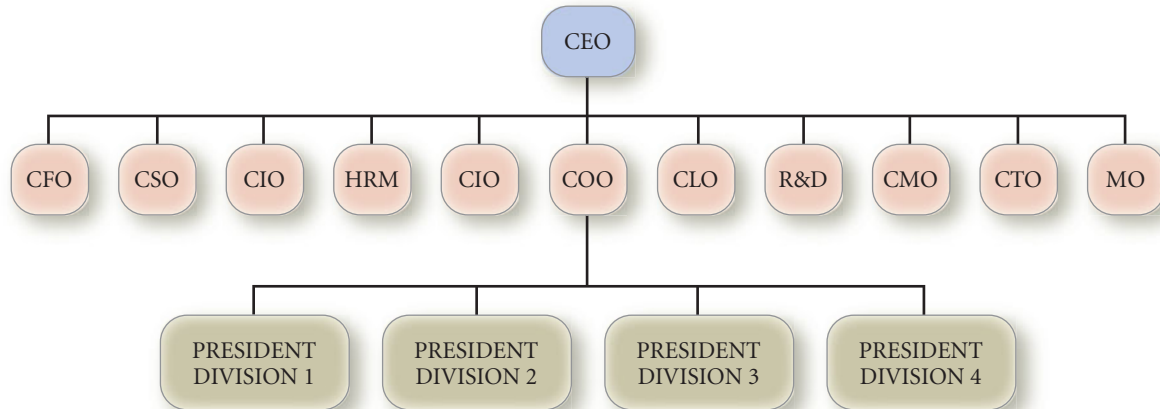 CEO
CFO
CSO
CIO
HRM
CIO
COO
CLO
R&D
CMO
CTO
MO
PRESIDENT
DIVISION 1
PRESIDENT
DIVISION 2
PRESIDENT
DIVISION 3
PRESIDENT
DIVISION 4